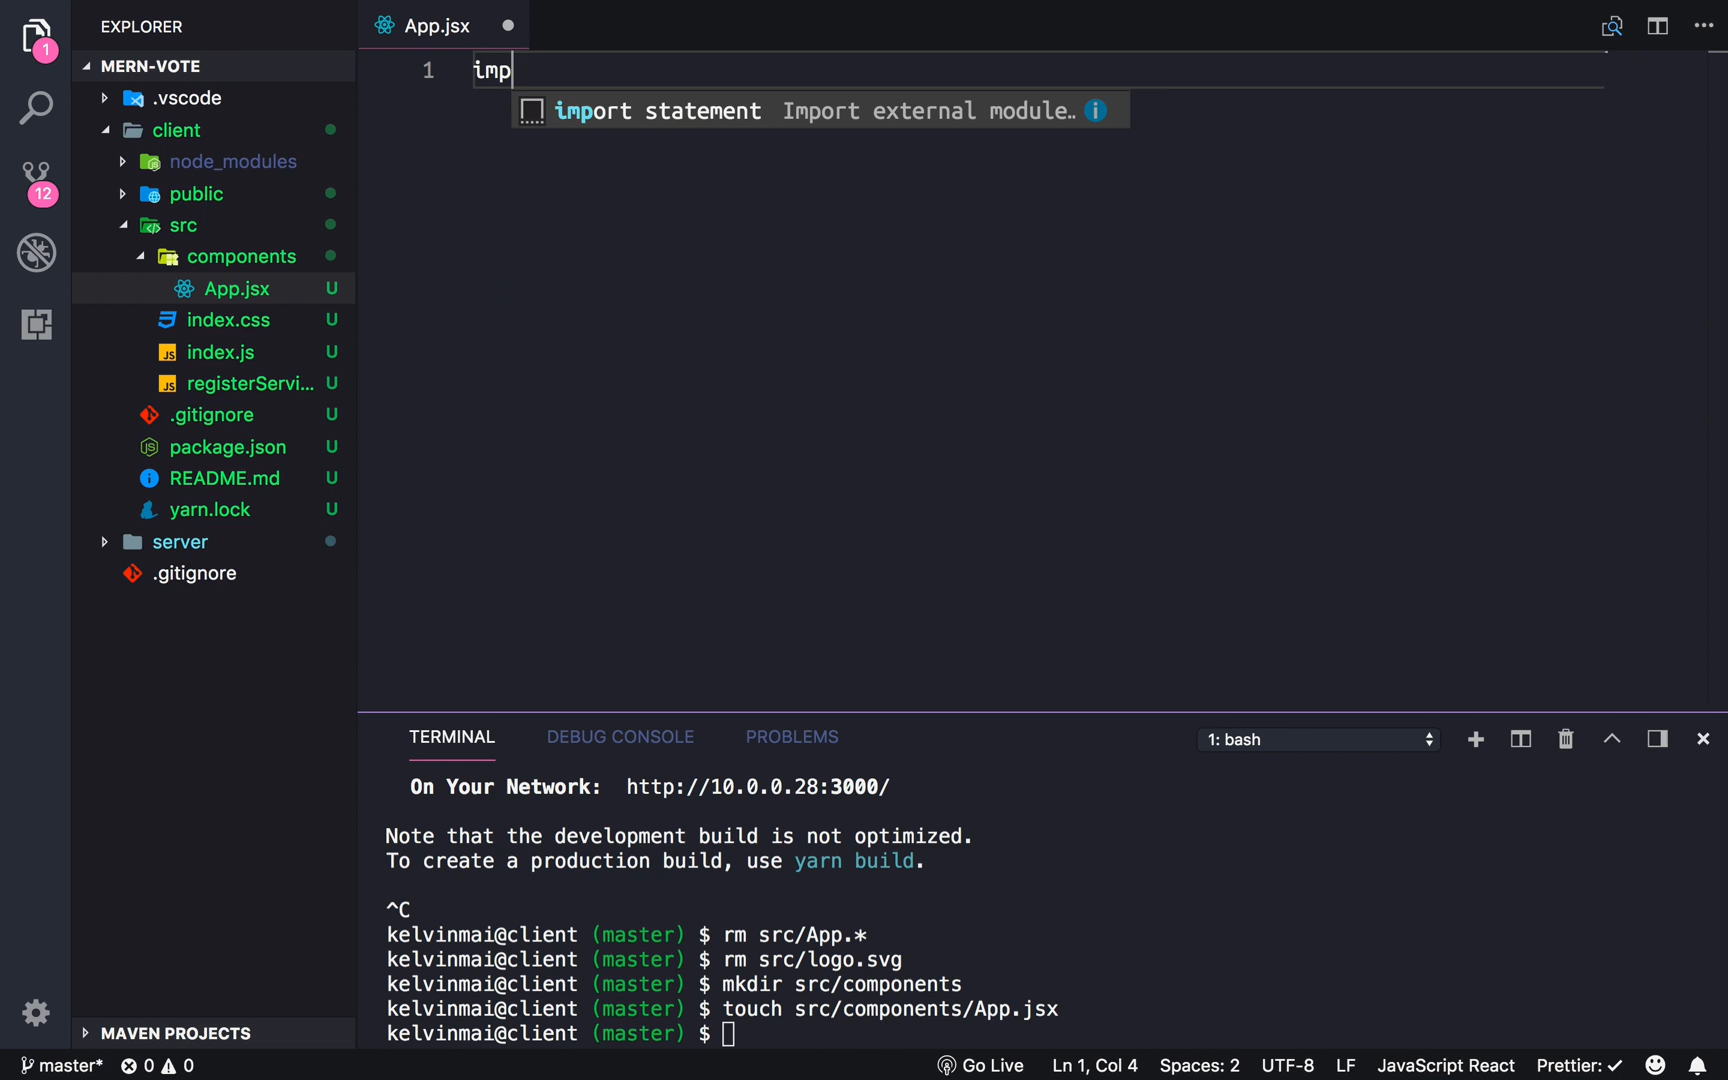 EXPLORER
MERN-VOTE
.vscode
client
node_modules
public
src
components
App.jsx U
index.css U
index.js U
registerServi... U
.gitignore U
package.json U
README.md U
yarn.lock U
server
.gitignore
MAVEN PROJECTS
1
12
App.jsx
1 imp
import statement Import external module..
TERMINAL DEBUG CONSOLE PROBLEMS 1: bash
On Your Network: http://10.0.0.28:3000/
Note that the development build is not optimized.
To create a production build, use yarn build.
^C
kelvinmai@client (master) $ rm src/App.*
kelvinmai@client (master) $ rm src/logo.svg
kelvinmai@client (master) $ mkdir src/components
kelvinmai@client (master) $ touch src/components/App.jsx
kelvinmai@client (master) $
master* 0 0 Go Live Ln 1, Col 4 Spaces: 2 UTF-8 LF JavaScript React Prettier: ✓